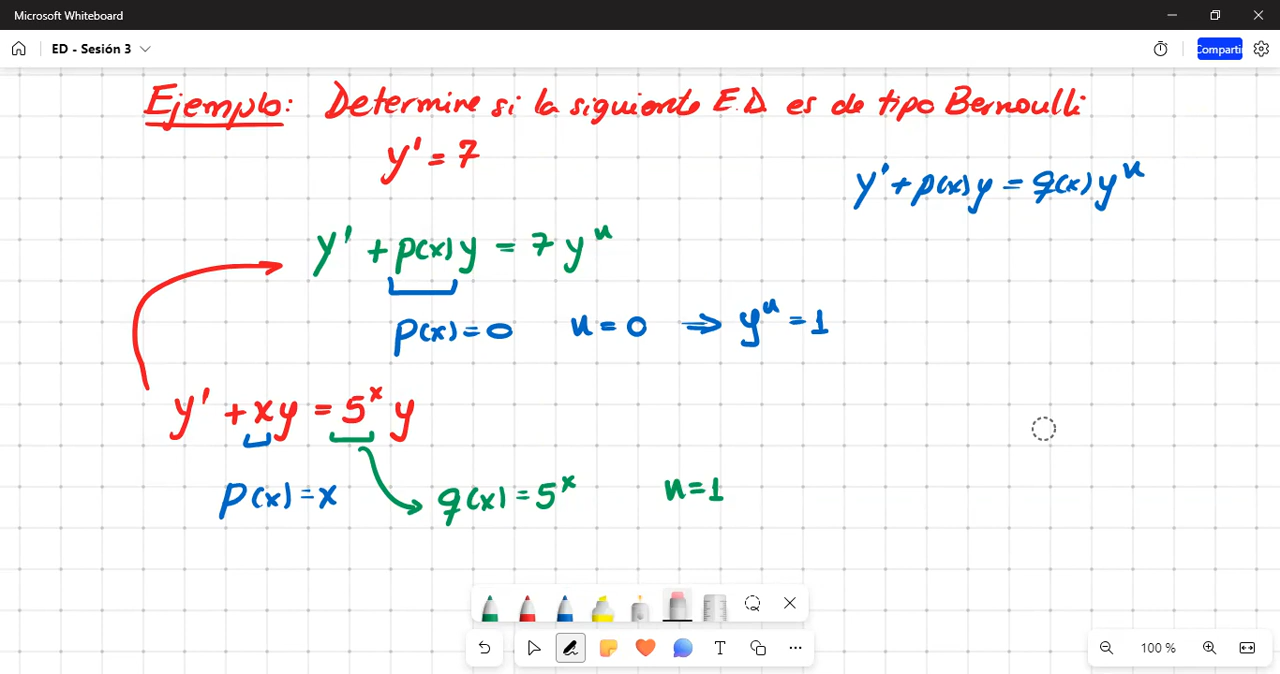 Microsoft Whiteboard
ED - Sesión 3
Compartir
Ejemplo: Determine si la siguiente E.D es de tipo Bernoulli
y' = 7
y' + p(x)y = q(x)y^n
y' + p(x)y = 7y^n
p(x) = 0 n = 0 ⇒ y^n = 1
y' + xy = 5^x y
p(x) = x q(x) = 5^x n = 1
100 %